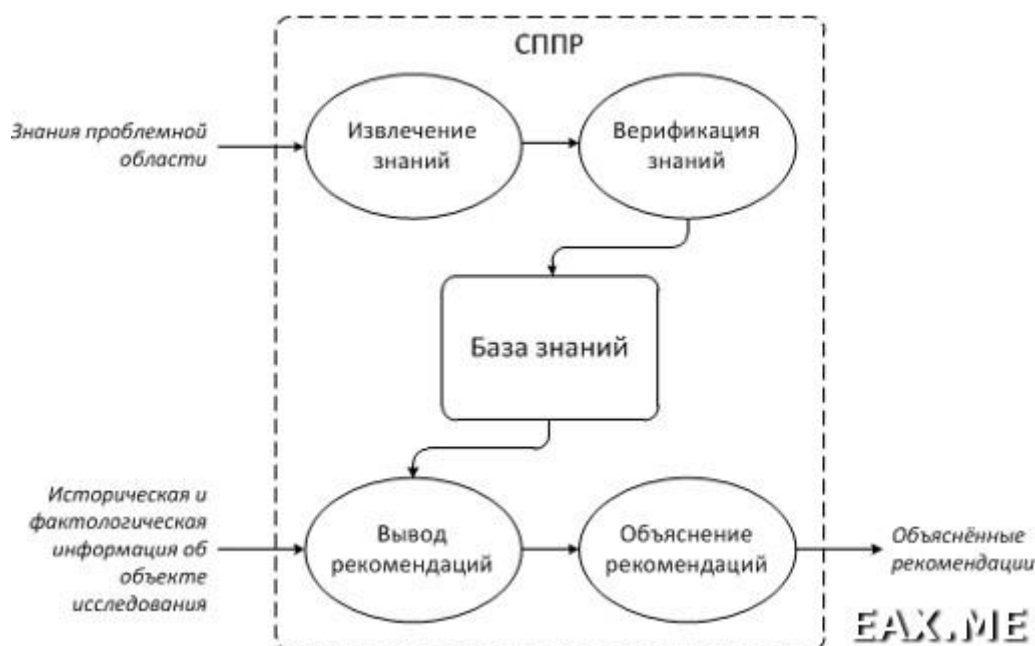 СППР
Знания проблемной
области
Извлечение
знаний
Верификация
знаний
База знаний
Историческая и
фактологическая
информация об
объекте
исследования
Вывод
рекомендаций
Объяснение
рекомендаций
Объяснённые
рекомендации
EAX.ME